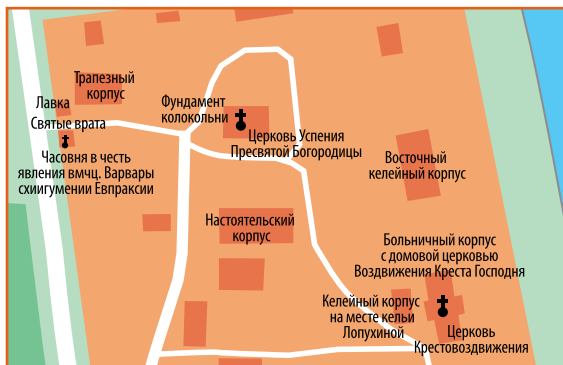 Трапезный
корпус
Лавка
Святые врата
Часовня в честь
явления вмчц. Варвары
схиигумении Евпраксии
Фундамент
колокольни
Церковь Успения
Пресвятой Богородицы
Восточный
келейный корпус
Настоятельский
корпус
Больничный корпус
с домовой церковью
Воздвижения Креста Господня
Келейный корпус
на месте кельи
Лопухиной
Церковь
Крестовоздвижения